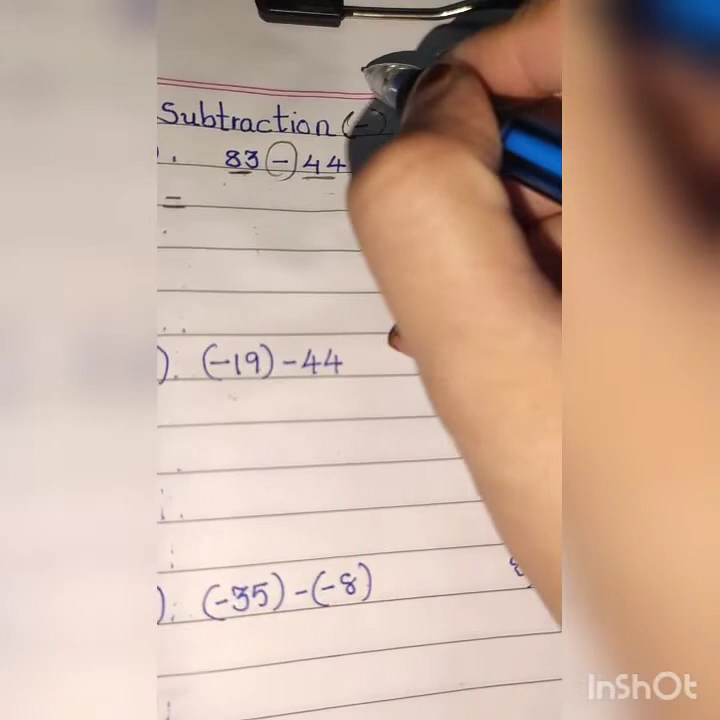 Subtraction (-)
). 83 - 44
=
). (-19) - 44
). (-35) - (-8)
InShOt